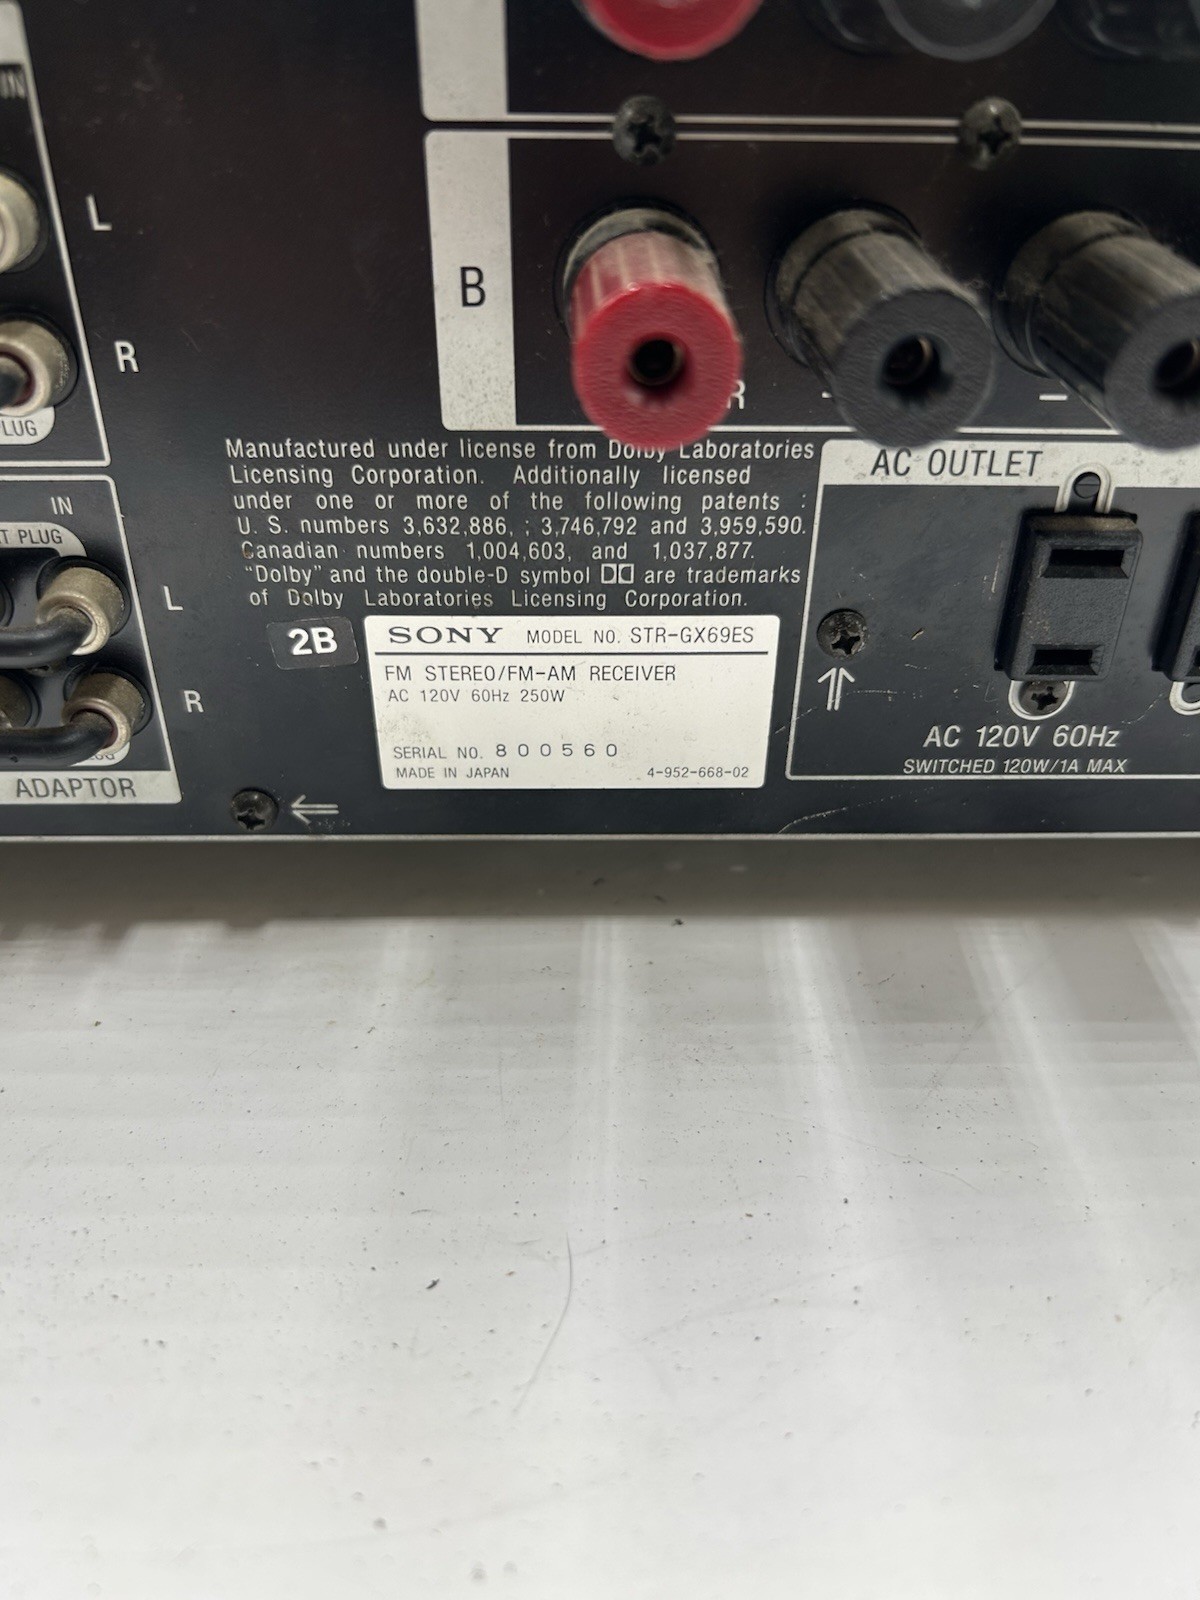 IN
L
R
PLUG
IN
T PLUG
L
R
ADAPTOR
B
R
–
Manufactured under license from Dolby Laboratories
Licensing Corporation. Additionally licensed
under one or more of the following patents :
U. S. numbers 3,632,886, ; 3,746,792 and 3,959,590.
Canadian numbers 1,004,603, and 1,037,877.
"Dolby" and the double-D symbol are trademarks
of Dolby Laboratories Licensing Corporation.
2B
SONY MODEL NO. STR-GX69ES
FM STEREO/FM-AM RECEIVER
AC 120V 60Hz 250W
SERIAL NO. 800560
MADE IN JAPAN 4-952-668-02
AC OUTLET
AC 120V 60Hz
SWITCHED 120W/1A MAX